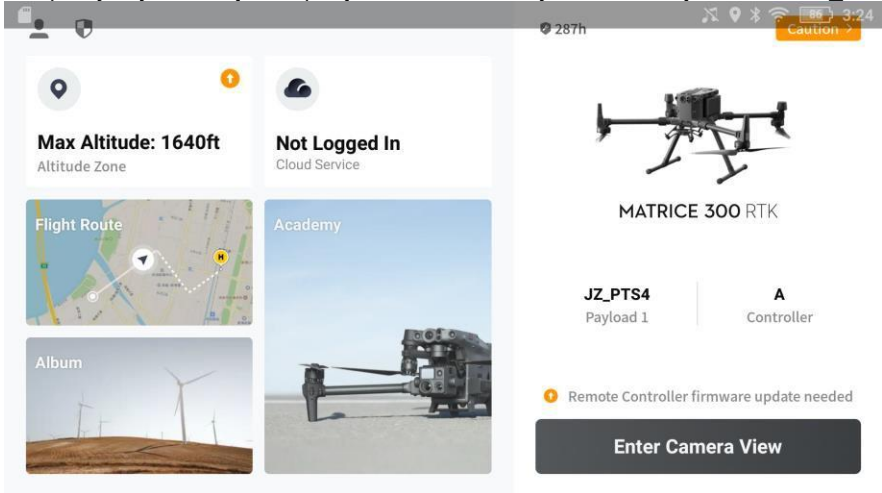 86
3:24
287h
Caution >
Max Altitude: 1640ft
Altitude Zone
Not Logged In
Cloud Service
Flight Route
H
Academy
Album
MATRICE 300 RTK
JZ_PTS4
Payload 1
A
Controller
Remote Controller firmware update needed
Enter Camera View